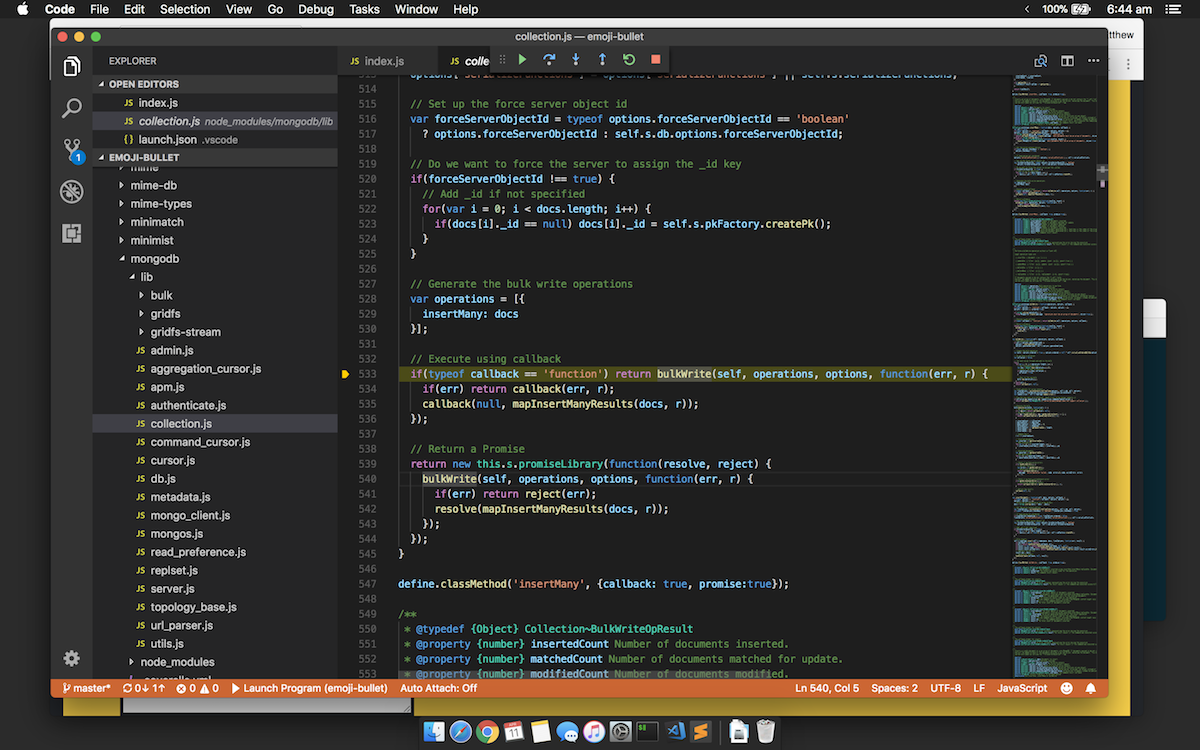 Code File Edit Selection View Go Debug Tasks Window Help 100% 6:44 am
collection.js — emoji-bullet
tthew
EXPLORER
JS index.js
JS colle
OPEN EDITORS
JS index.js
JS collection.js node_modules/mongodb/lib
{ } launch.json .vscode
EMOJI-BULLET
mime
mime-db
mime-types
minimatch
minimist
mongodb
lib
bulk
gridfs
gridfs-stream
JS admin.js
JS aggregation_cursor.js
JS apm.js
JS authenticate.js
JS collection.js
JS command_cursor.js
JS cursor.js
JS db.js
JS metadata.js
JS mongo_client.js
JS mongos.js
JS read_preference.js
JS replset.js
JS server.js
JS topology_base.js
JS url_parser.js
JS utils.js
node_modules
1
513 options['serializeFunctions'] = options['serializeFunctions'] || self.s.serializeFunctions;
514
515 // Set up the force server object id
516 var forceServerObjectId = typeof options.forceServerObjectId == 'boolean'
517 ? options.forceServerObjectId : self.s.db.options.forceServerObjectId;
518
519 // Do we want to force the server to assign the _id key
520 if(forceServerObjectId !== true) {
521 // Add _id if not specified
522 for(var i = 0; i < docs.length; i++) {
523 if(docs[i]._id == null) docs[i]._id = self.s.pkFactory.createPk();
524 }
525 }
526
527 // Generate the bulk write operations
528 var operations = [{
529 insertMany: docs
530 }];
531
532 // Execute using callback
533 if(typeof callback == 'function') return bulkWrite(self, operations, options, function(err, r) {
534 if(err) return callback(err, r);
535 callback(null, mapInsertManyResults(docs, r));
536 });
537
538 // Return a Promise
539 return new this.s.promiseLibrary(function(resolve, reject) {
540 bulkWrite(self, operations, options, function(err, r) {
541 if(err) return reject(err);
542 resolve(mapInsertManyResults(docs, r));
543 });
544 });
545 }
546
547 define.classMethod('insertMany', {callback: true, promise:true});
548
549 /**
550 * @typedef {Object} Collection~BulkWriteOpResult
551 * @property {number} insertedCount Number of documents inserted.
552 * @property {number} matchedCount Number of documents matched for update.
553 * @property {number} modifiedCount Number of documents modified.
master* 0↓ 1↑ 0 0 Launch Program (emoji-bullet) Auto Attach: Off Ln 540, Col 5 Spaces: 2 UTF-8 LF JavaScript
11